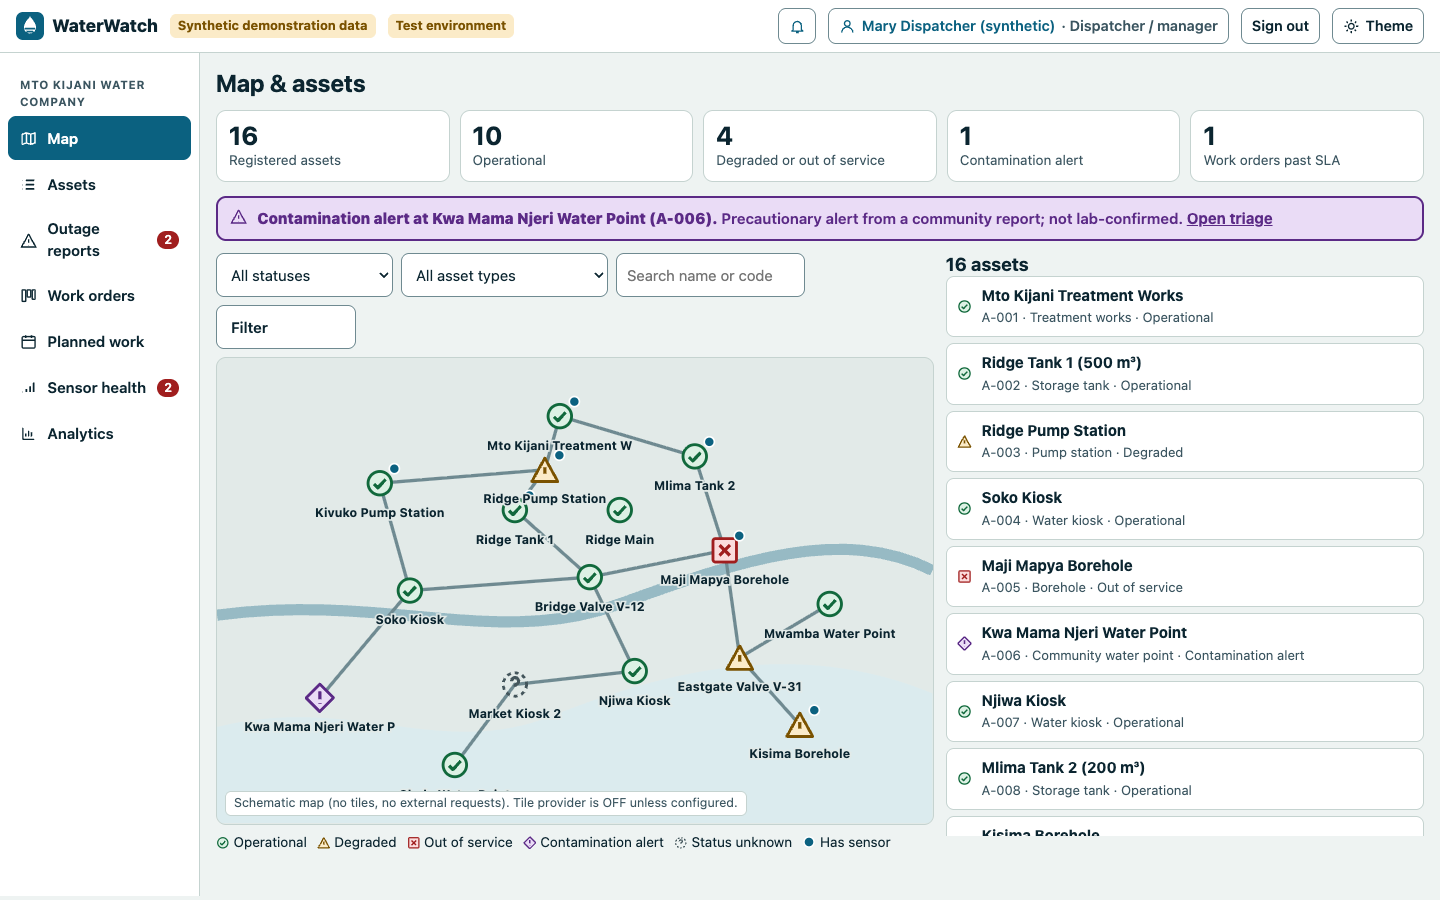 WaterWatch
Synthetic demonstration data
Test environment
Mary Dispatcher (synthetic) · Dispatcher / manager
Sign out
Theme
MTO KIJANI WATER
COMPANY
Map
Assets
Outage
reports
2
Work orders
Planned work
Sensor health
2
Analytics
Map & assets
16
Registered assets
10
Operational
4
Degraded or out of service
1
Contamination alert
1
Work orders past SLA
Contamination alert at Kwa Mama Njeri Water Point (A-006). Precautionary alert from a community report; not lab-confirmed. Open triage
All statuses
All asset types
Search name or code
Filter
Mto Kijani Treatment W
Mlima Tank 2
Ridge Pump Station
Kivuko Pump Station
Ridge Tank 1
Ridge Main
Maji Mapya Borehole
Bridge Valve V-12
Soko Kiosk
Mwamba Water Point
Eastgate Valve V-31
Njiwa Kiosk
Market Kiosk 2
Kwa Mama Njeri Water P
Kisima Borehole
Schematic map (no tiles, no external requests). Tile provider is OFF unless configured.
Operational
Degraded
Out of service
Contamination alert
Status unknown
Has sensor
16 assets
Mto Kijani Treatment Works
A-001 · Treatment works · Operational
Ridge Tank 1 (500 m³)
A-002 · Storage tank · Operational
Ridge Pump Station
A-003 · Pump station · Degraded
Soko Kiosk
A-004 · Water kiosk · Operational
Maji Mapya Borehole
A-005 · Borehole · Out of service
Kwa Mama Njeri Water Point
A-006 · Community water point · Contamination alert
Njiwa Kiosk
A-007 · Water kiosk · Operational
Mlima Tank 2 (200 m³)
A-008 · Storage tank · Operational
Kisima Borehole